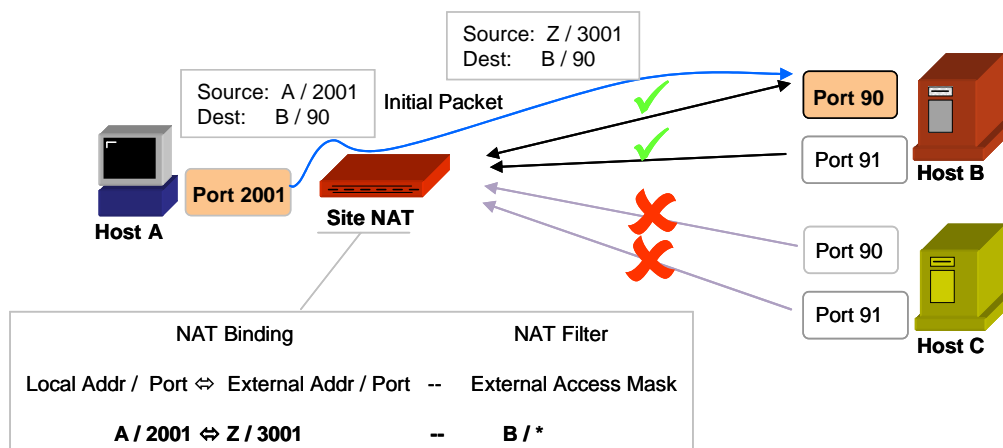 Source: Z / 3001
Dest: B / 90
Source: A / 2001
Dest: B / 90
Initial Packet
Port 90
Port 91
Host B
Port 2001
Host A
Site NAT
Port 90
Port 91
Host C
NAT Binding NAT Filter
Local Addr / Port ⇔ External Addr / Port -- External Access Mask
A / 2001 ⇔ Z / 3001 -- B / *